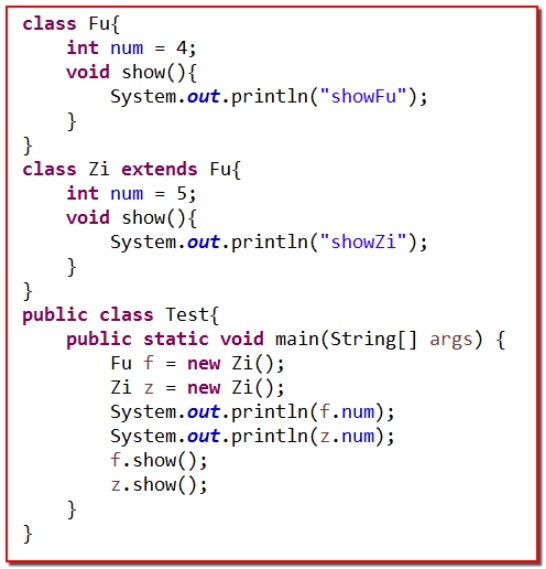 class Fu{
    int num = 4;
    void show(){
        System.out.println("showFu");
    }
}
class Zi extends Fu{
    int num = 5;
    void show(){
        System.out.println("showZi");
    }
}
public class Test{
    public static void main(String[] args) {
        Fu f = new Zi();
        Zi z = new Zi();
        System.out.println(f.num);
        System.out.println(z.num);
        f.show();
        z.show();
    }
}